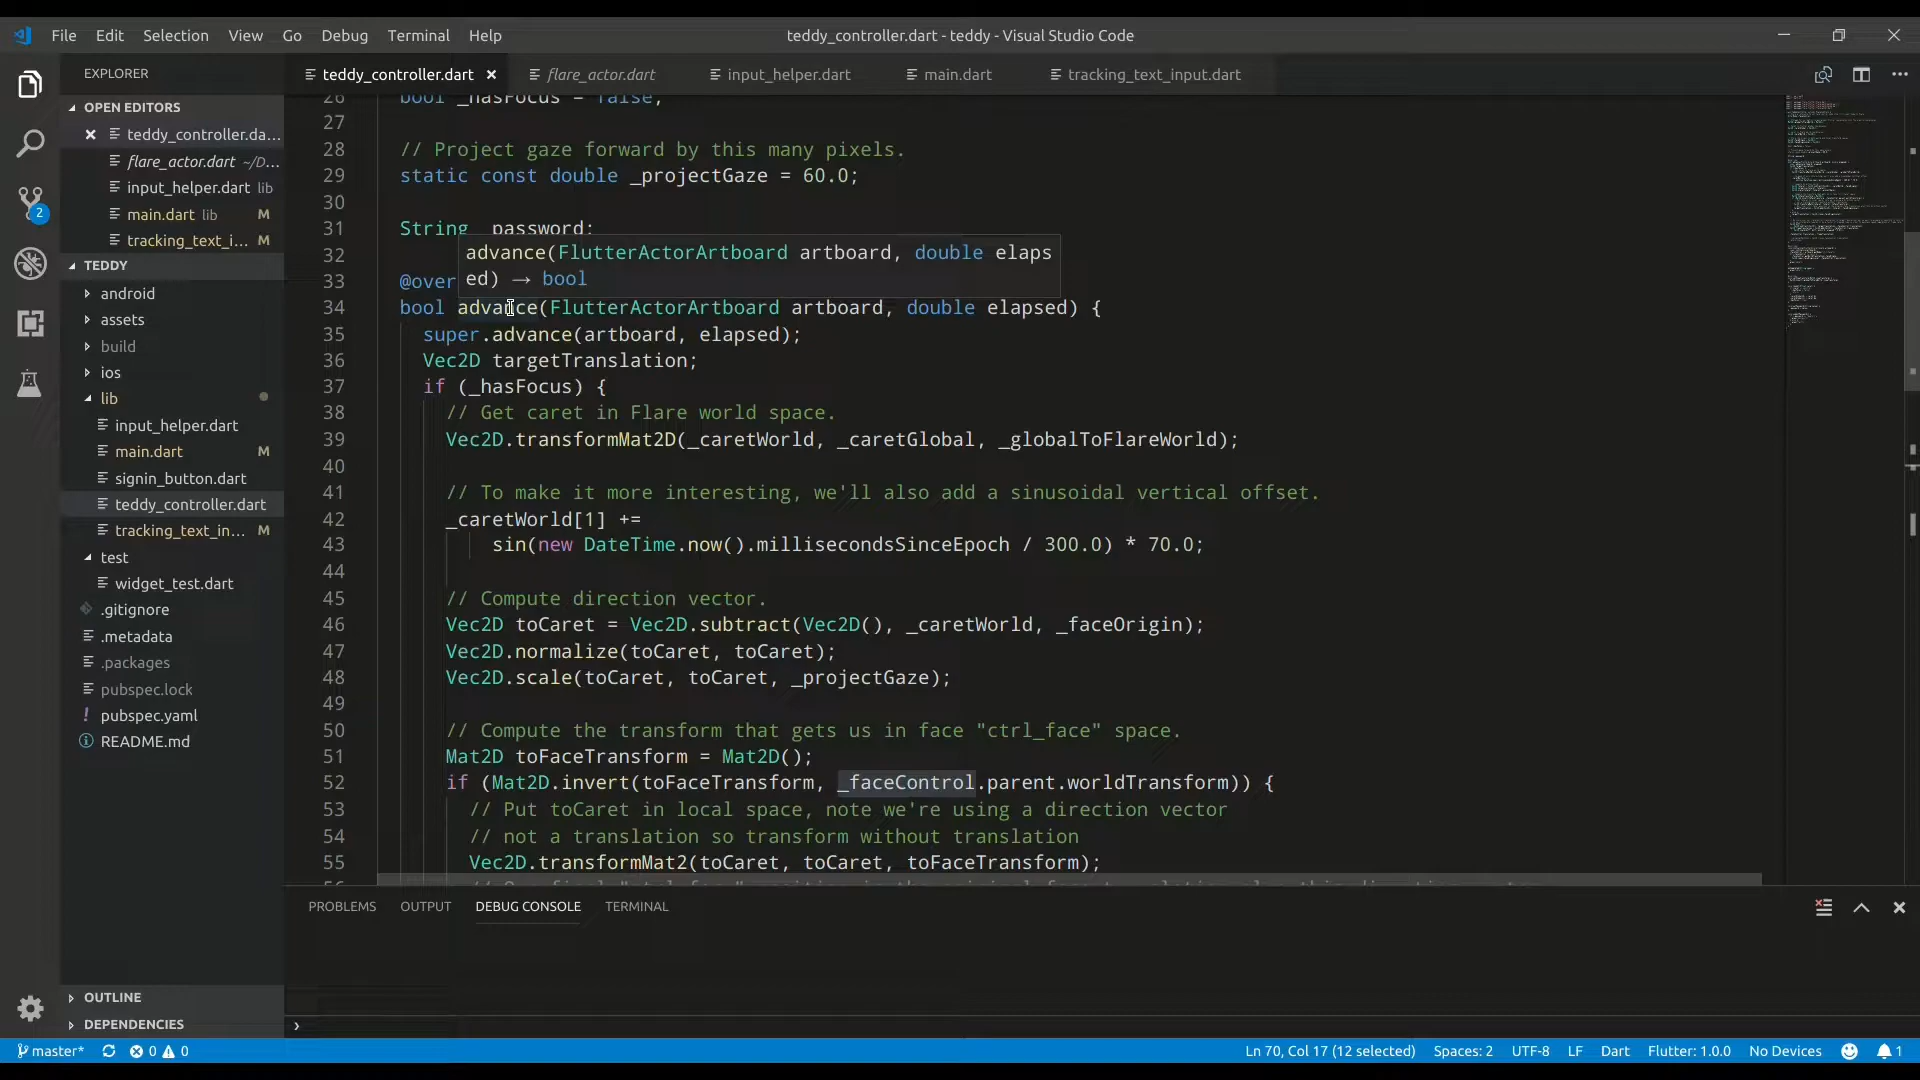 File Edit Selection View Go Debug Terminal Help
teddy_controller.dart - teddy - Visual Studio Code
EXPLORER
teddy_controller.dart
flare_actor.dart
input_helper.dart
main.dart
tracking_text_input.dart
OPEN EDITORS
teddy_controller.da...
flare_actor.dart ~/D...
input_helper.dart lib
main.dart lib M
tracking_text_i... M
TEDDY
android
assets
build
ios
lib
input_helper.dart
main.dart M
signin_button.dart
teddy_controller.dart
tracking_text_in... M
test
widget_test.dart
.gitignore
.metadata
.packages
pubspec.lock
! pubspec.yaml
README.md
OUTLINE
DEPENDENCIES
2
26 bool _hasFocus = false;
27
28 // Project gaze forward by this many pixels.
29 static const double _projectGaze = 60.0;
30
31 String _password;
32
advance(FlutterActorArtboard artboard, double elaps
ed) → bool
33 @over
34 bool advance(FlutterActorArtboard artboard, double elapsed) {
35 super.advance(artboard, elapsed);
36 Vec2D targetTranslation;
37 if (_hasFocus) {
38 // Get caret in Flare world space.
39 Vec2D.transformMat2D(_caretWorld, _caretGlobal, _globalToFlareWorld);
40
41 // To make it more interesting, we'll also add a sinusoidal vertical offset.
42 _caretWorld[1] +=
43 sin(new DateTime.now().millisecondsSinceEpoch / 300.0) * 70.0;
44
45 // Compute direction vector.
46 Vec2D toCaret = Vec2D.subtract(Vec2D(), _caretWorld, _faceOrigin);
47 Vec2D.normalize(toCaret, toCaret);
48 Vec2D.scale(toCaret, toCaret, _projectGaze);
49
50 // Compute the transform that gets us in face "ctrl_face" space.
51 Mat2D toFaceTransform = Mat2D();
52 if (Mat2D.invert(toFaceTransform, _faceControl.parent.worldTransform)) {
53 // Put toCaret in local space, note we're using a direction vector
54 // not a translation so transform without translation
55 Vec2D.transformMat2(toCaret, toCaret, toFaceTransform);
PROBLEMS OUTPUT DEBUG CONSOLE TERMINAL
master* 0 0
Ln 70, Col 17 (12 selected) Spaces: 2 UTF-8 LF Dart Flutter: 1.0.0 No Devices 1